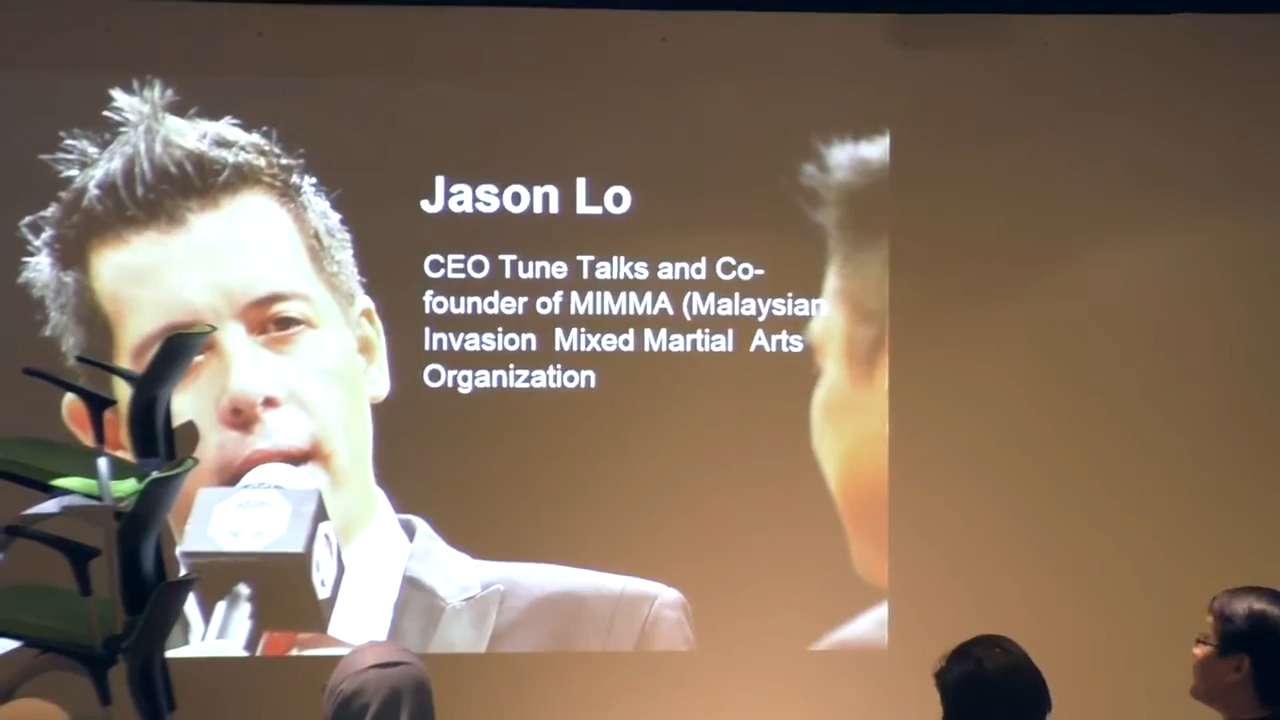 Jason Lo
CEO Tune Talks and Co-
founder of MIMMA (Malaysian
Invasion Mixed Martial Arts
Organization